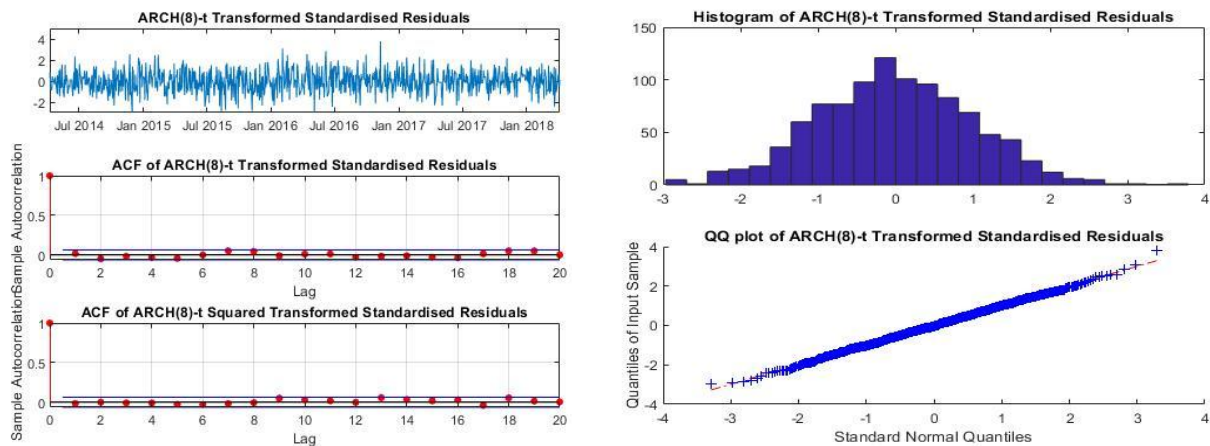 ARCH(8)-t Transformed Standardised Residuals
4
2
0
-2
Jul 2014 Jan 2015 Jul 2015 Jan 2016 Jul 2016 Jan 2017 Jul 2017 Jan 2018
ACF of ARCH(8)-t Transformed Standardised Residuals
Sample Autocorrelation
1
0.5
0
0 2 4 6 8 10 12 14 16 18 20
Lag
ACF of ARCH(8)-t Squared Transformed Standardised Residuals
Sample Autocorrelation
1
0.5
0
0 2 4 6 8 10 12 14 16 18 20
Lag
Histogram of ARCH(8)-t Transformed Standardised Residuals
150
100
50
0
-3 -2 -1 0 1 2 3 4
QQ plot of ARCH(8)-t Transformed Standardised Residuals
Quantiles of Input Sample
4
2
0
-2
-4
-4 -3 -2 -1 0 1 2 3 4
Standard Normal Quantiles